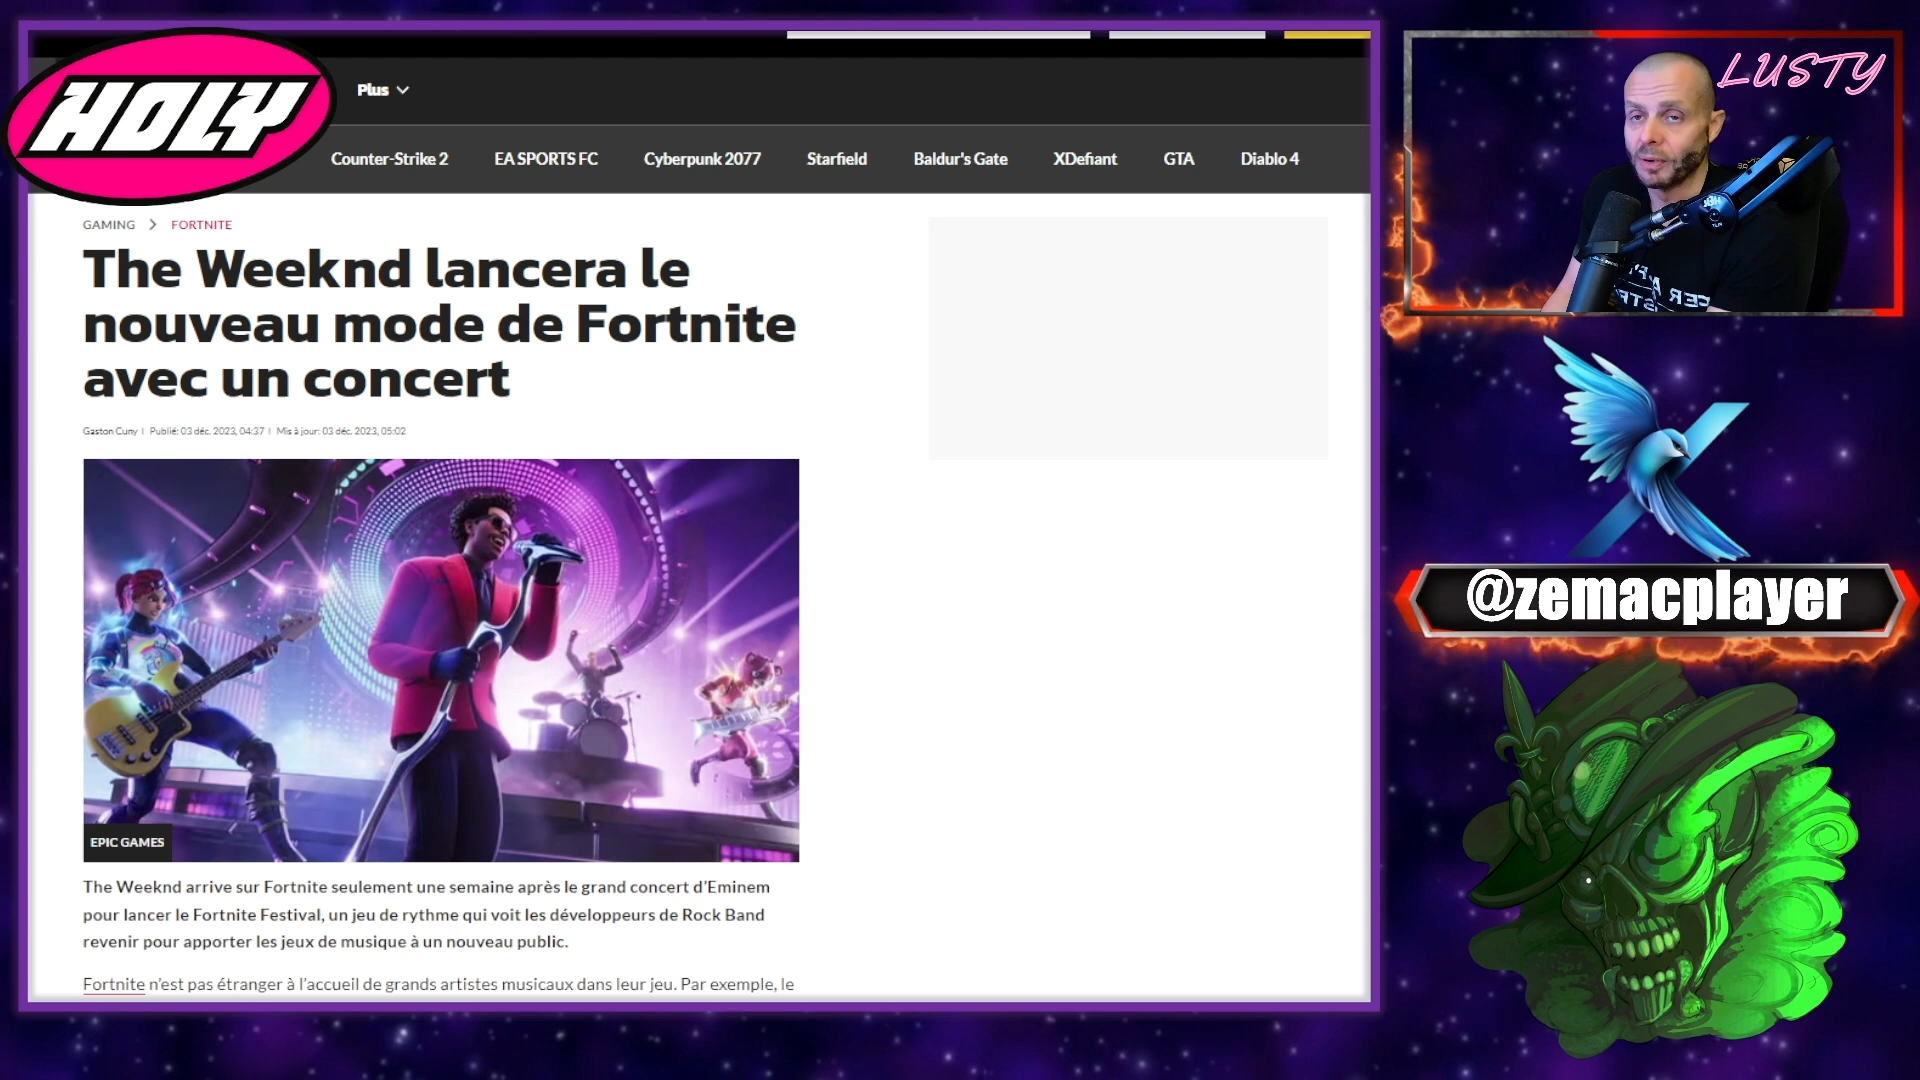 HOLY
Plus
Counter-Strike 2 EA SPORTS FC Cyberpunk 2077 Starfield Baldur's Gate XDefiant GTA Diablo 4
GAMING > FORTNITE
The Weeknd lancera le
nouveau mode de Fortnite
avec un concert
Gaston Cuny | Publié: 03 déc. 2023, 04:37 | Mis à jour: 03 déc. 2023, 05:02
EPIC GAMES
The Weeknd arrive sur Fortnite seulement une semaine après le grand concert d'Eminem
pour lancer le Fortnite Festival, un jeu de rythme qui voit les développeurs de Rock Band
revenir pour apporter les jeux de musique à un nouveau public.
Fortnite n'est pas étranger à l'accueil de grands artistes musicaux dans leur jeu. Par exemple, le
LUSTY
@zemacplayer